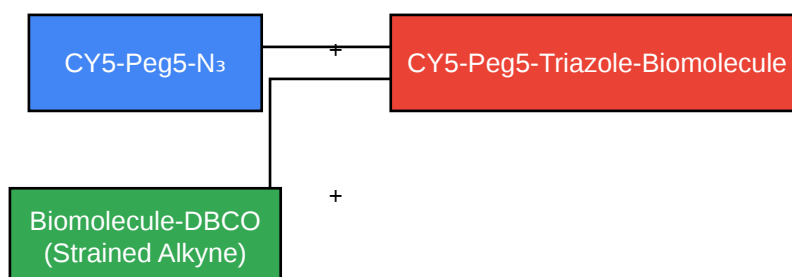 CY5-Peg5-N₃
+
CY5-Peg5-Triazole-Biomolecule
+
Biomolecule-DBCO
(Strained Alkyne)